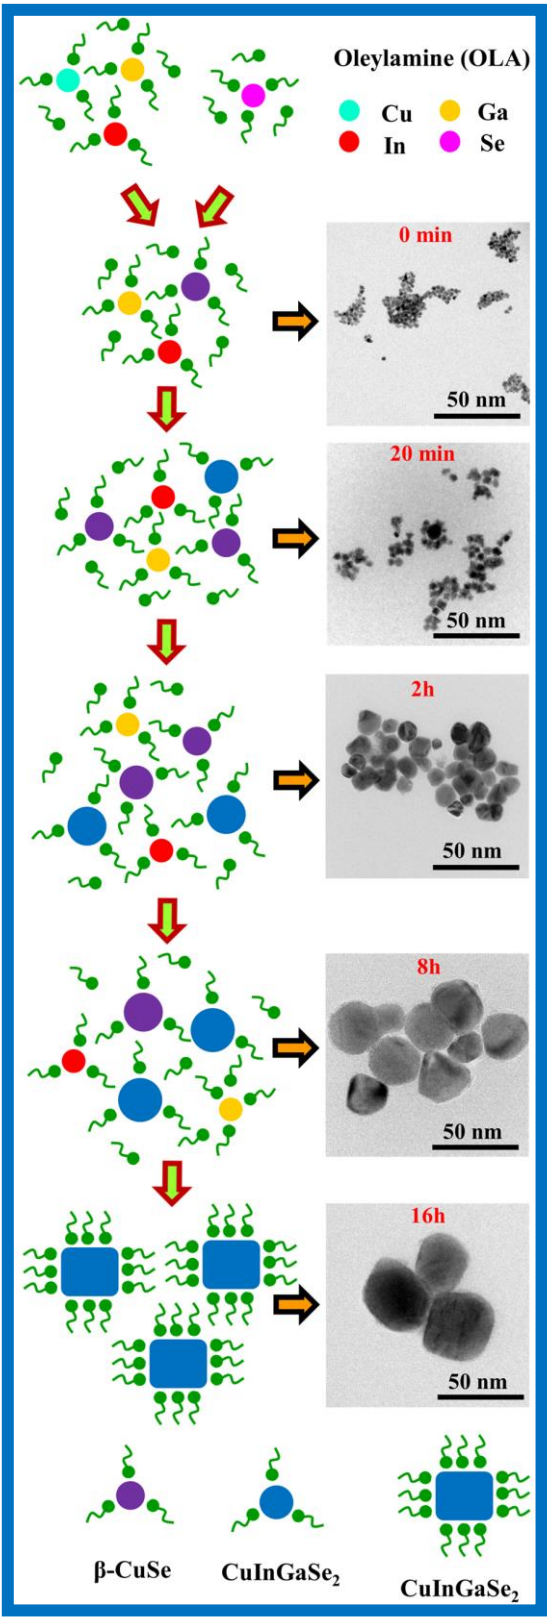 Oleylamine (OLA)
Cu Ga
In Se
0 min
50 nm
20 min
50 nm
2h
50 nm
8h
50 nm
16h
50 nm
β-CuSe CuInGaSe₂ CuInGaSe₂